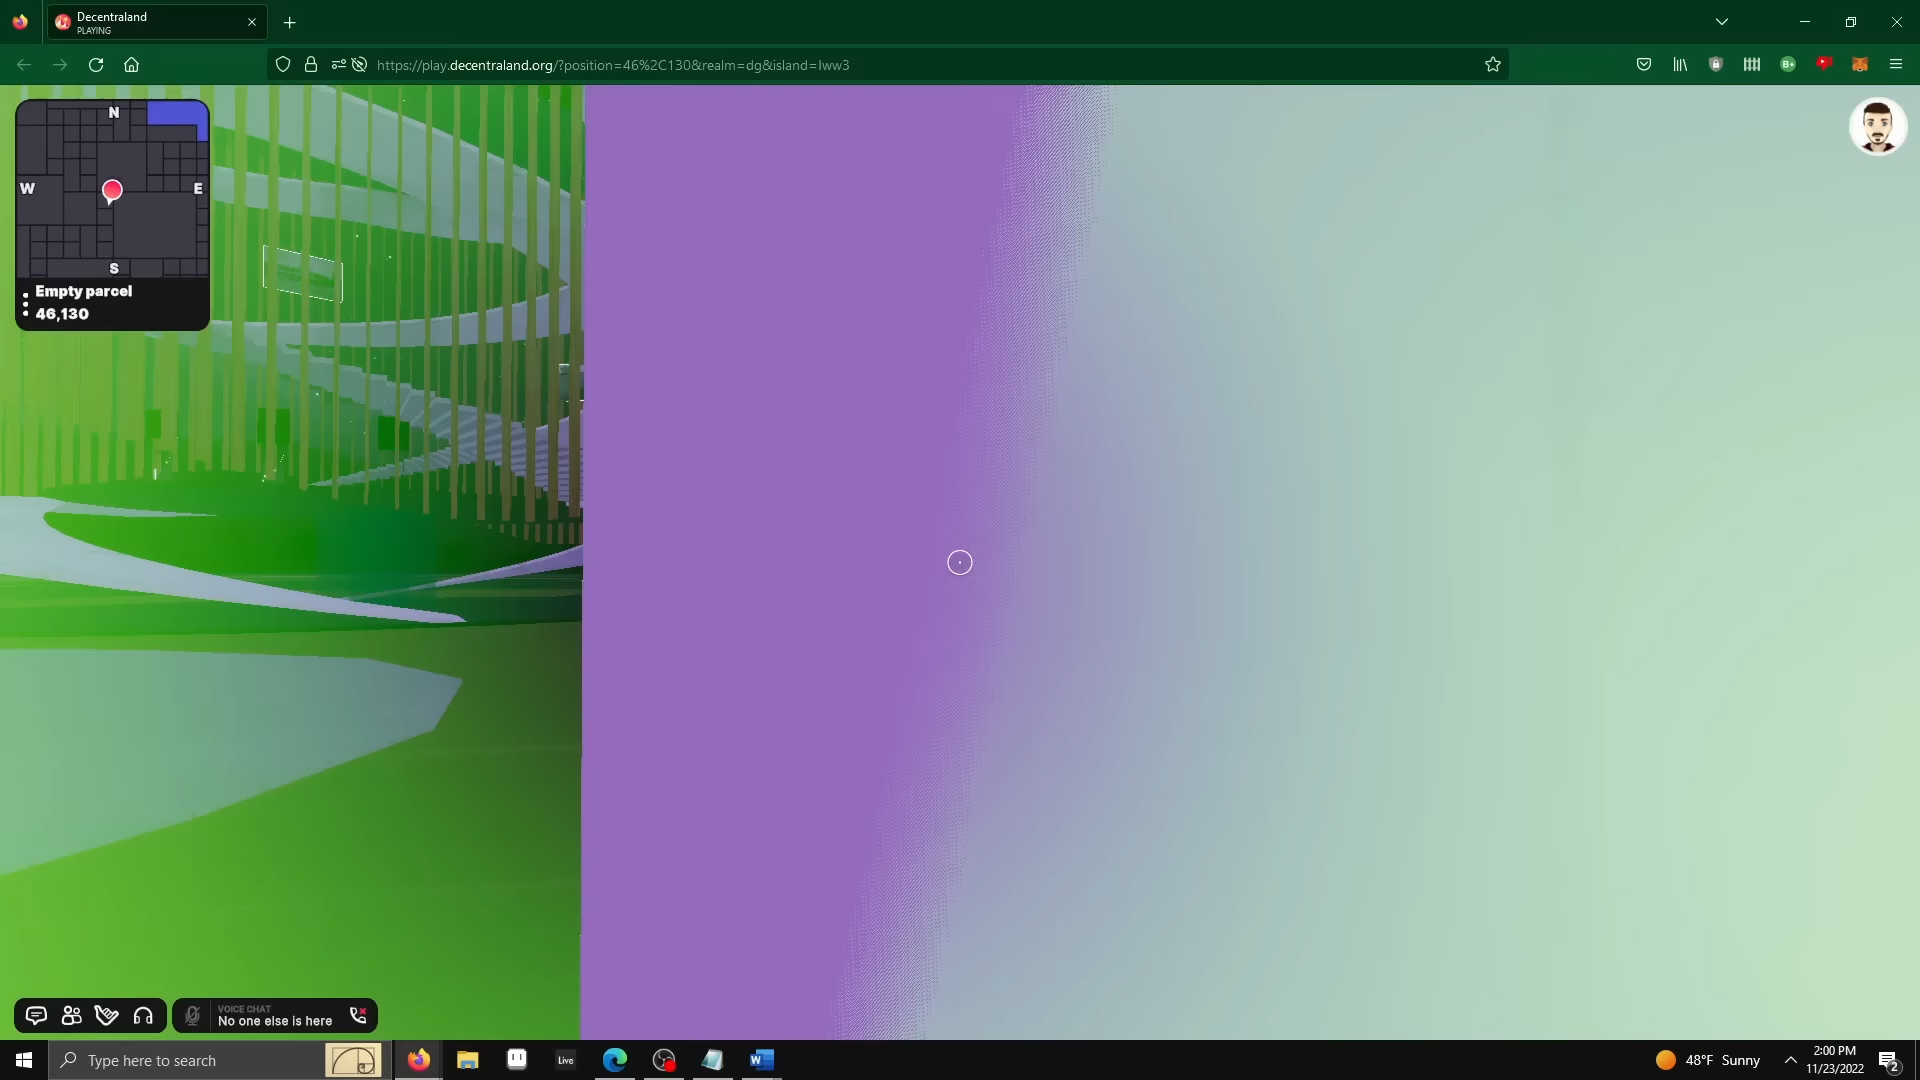 Decentraland
PLAYING
https://play.decentraland.org/?position=46%2C130&realm=dg&island=Iww3
N
W
E
S
Empty parcel
46,130
VOICE CHAT
No one else is here
Type here to search
Live
W
48°F Sunny
2:00 PM
11/23/2022
2
B+